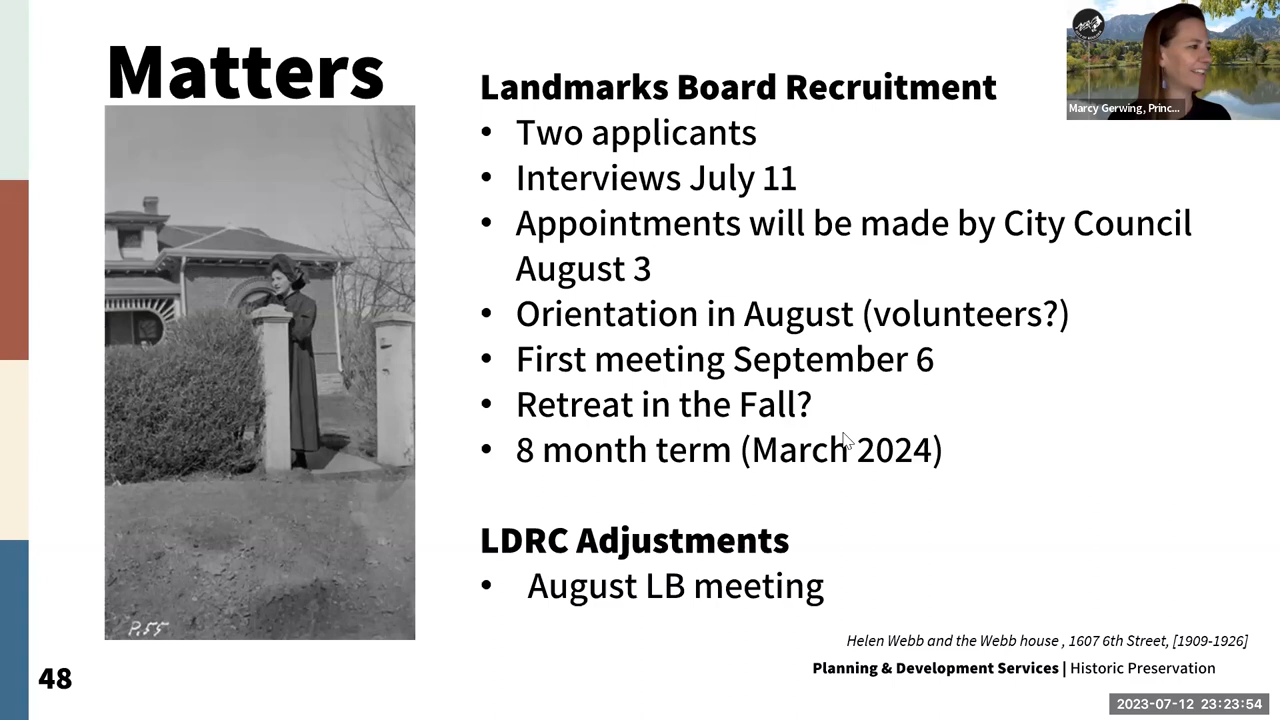 Matters
Landmarks Board Recruitment
• Two applicants
• Interviews July 11
• Appointments will be made by City Council
August 3
• Orientation in August (volunteers?)
• First meeting September 6
• Retreat in the Fall?
• 8 month term (March 2024)
LDRC Adjustments
• August LB meeting
P.55
Helen Webb and the Webb house , 1607 6th Street, [1909-1926]
Planning & Development Services | Historic Preservation
48
Marcy Gerwing, Princ...
2023-07-12 23:23:54